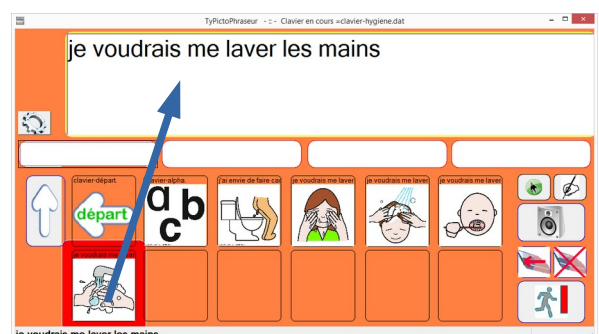 TyPictoPhraseur - :: - Clavier en cours =clavier-hygiene.dat
je voudrais me laver les mains
clavier-départ
clavier-alpha
j'ai envie de faire cac
je voudrais me laver
je voudrais me laver
je voudrais me laver
départ
a b c
je voudrais me laver
je voudrais me laver les mains